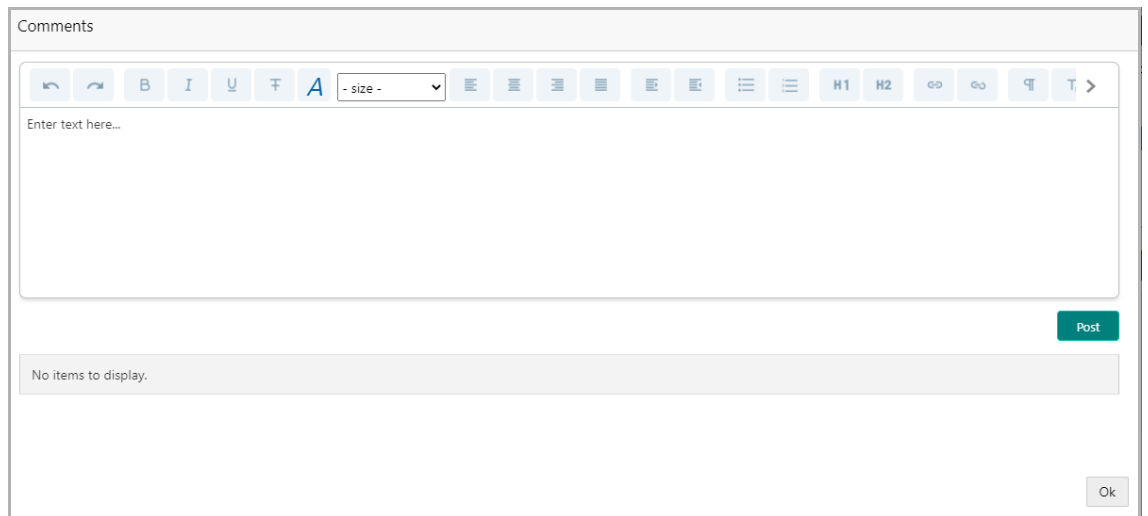 Comments
B I U T A - size - H1 H2 ¶
Enter text here...
Post
No items to display.
Ok